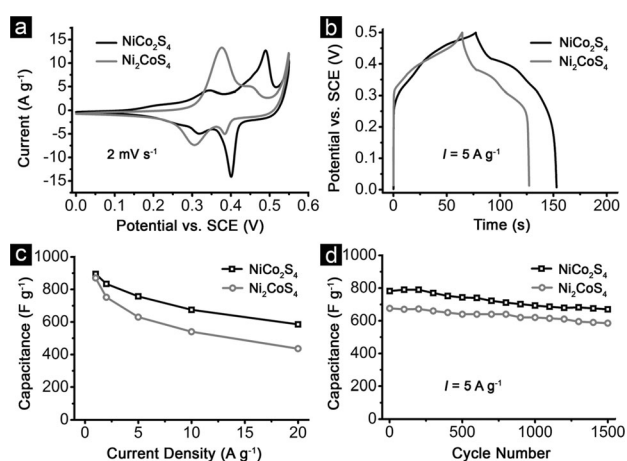 a
NiCo2S4
Ni2CoS4
2 mV s-1
Current (A g-1)
15
10
5
0
-5
-10
-15
0.0 0.1 0.2 0.3 0.4 0.5 0.6
Potential vs. SCE (V)
b
NiCo2S4
Ni2CoS4
I = 5 A g-1
Potential vs. SCE (V)
0.5
0.4
0.3
0.2
0.1
0.0
0 50 100 150 200
Time (s)
c
NiCo2S4
Ni2CoS4
Capacitance (F g-1)
1000
800
600
400
200
0
0 5 10 15 20
Current Density (A g-1)
d
NiCo2S4
Ni2CoS4
I = 5 A g-1
Capacitance (F g-1)
1000
800
600
400
200
0
0 500 1000 1500
Cycle Number